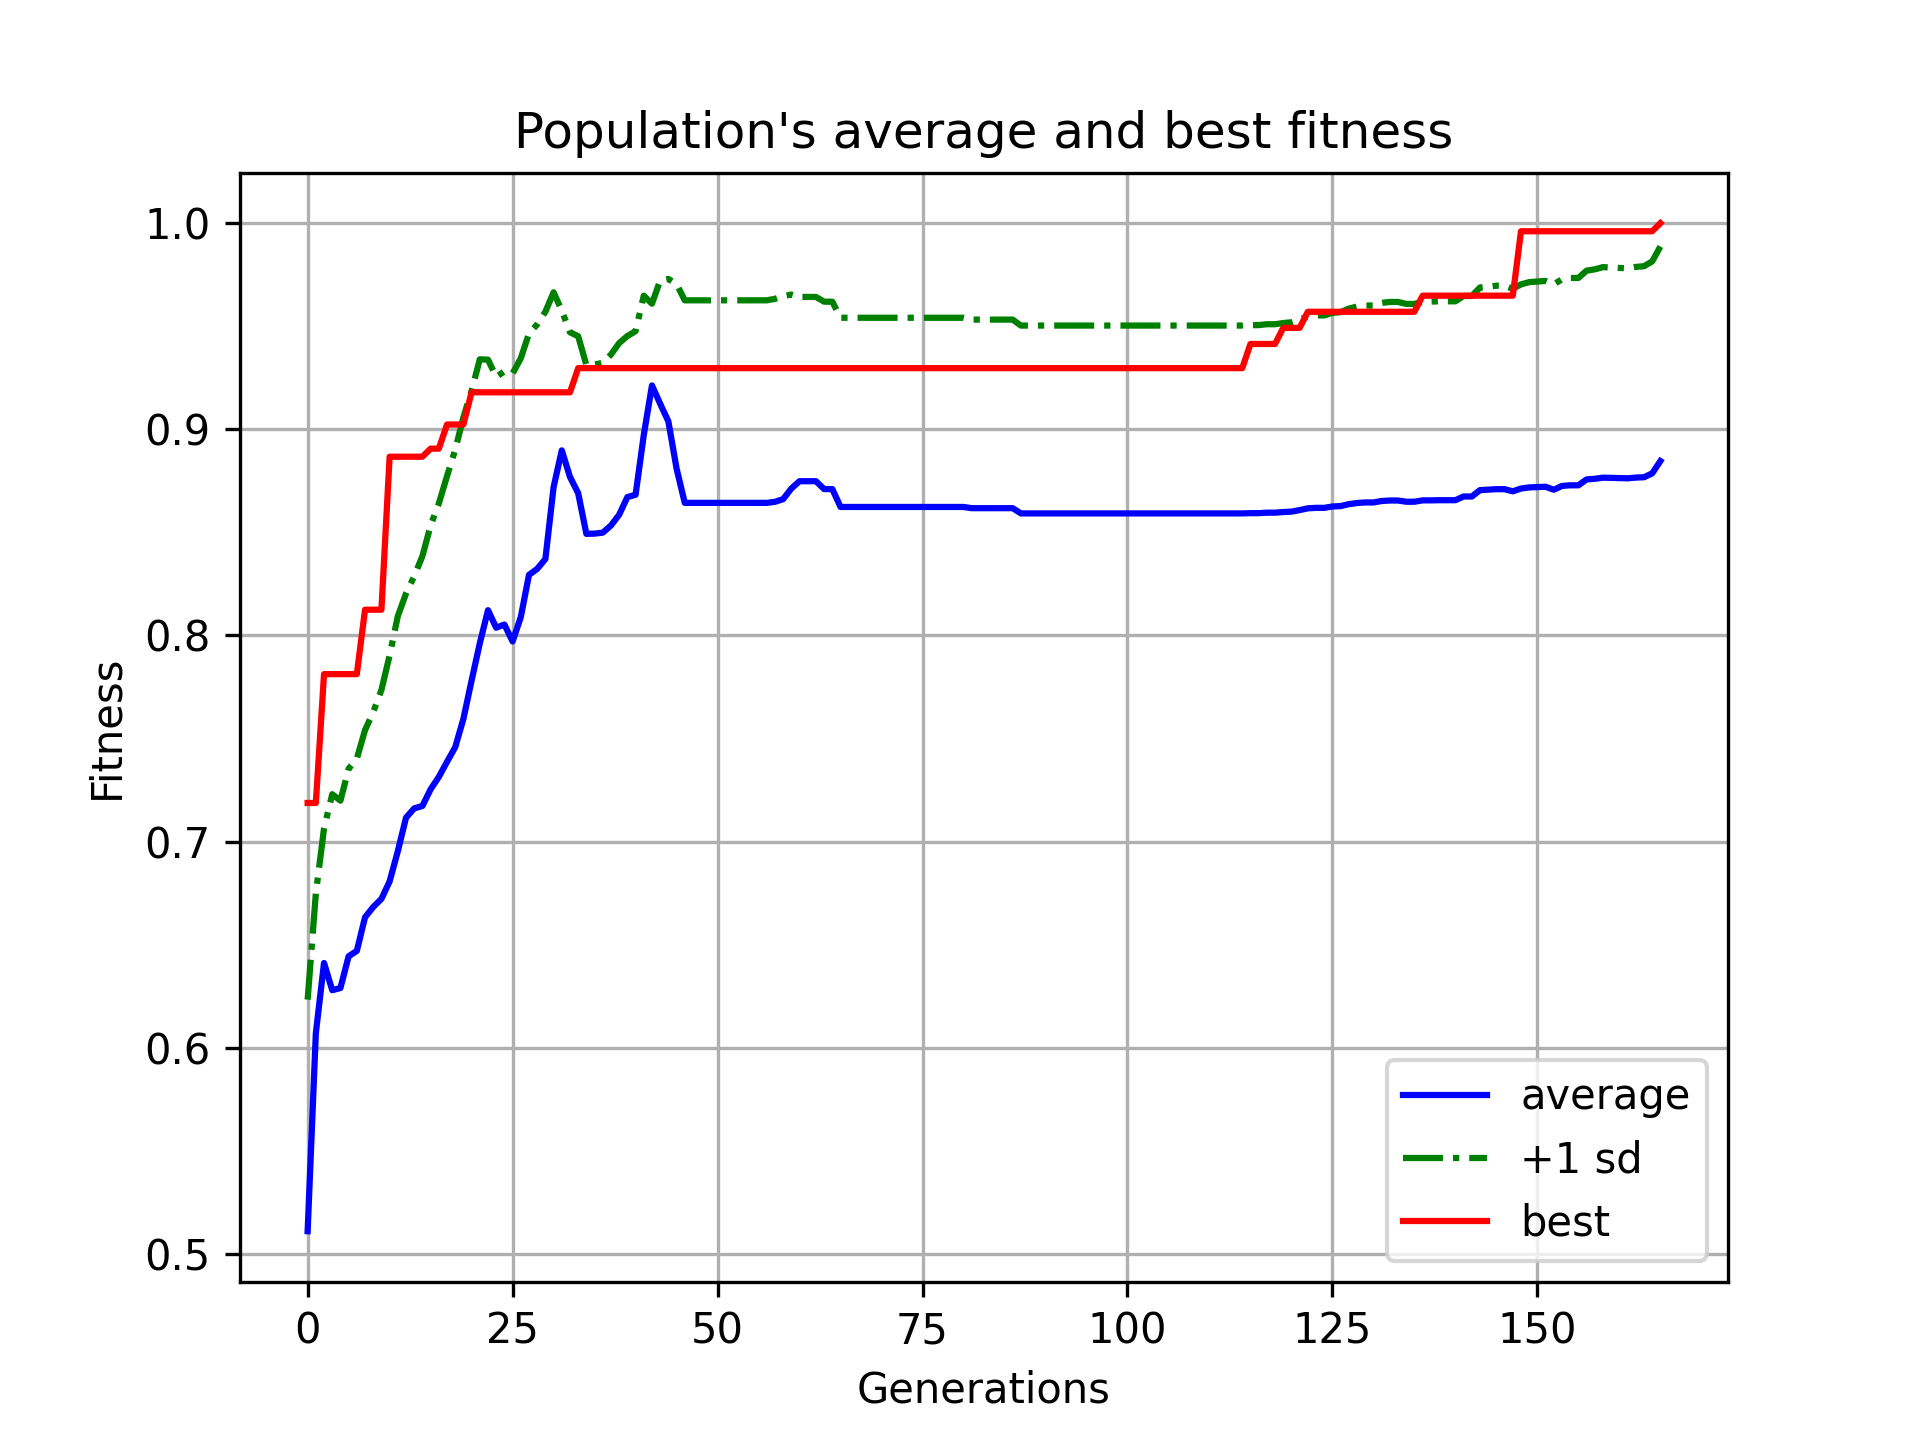 Population's average and best fitness
1.0
0.9
0.8
0.7
0.6
0.5
Fitness
0 25 50 75 100 125 150
Generations
average
+1 sd
best